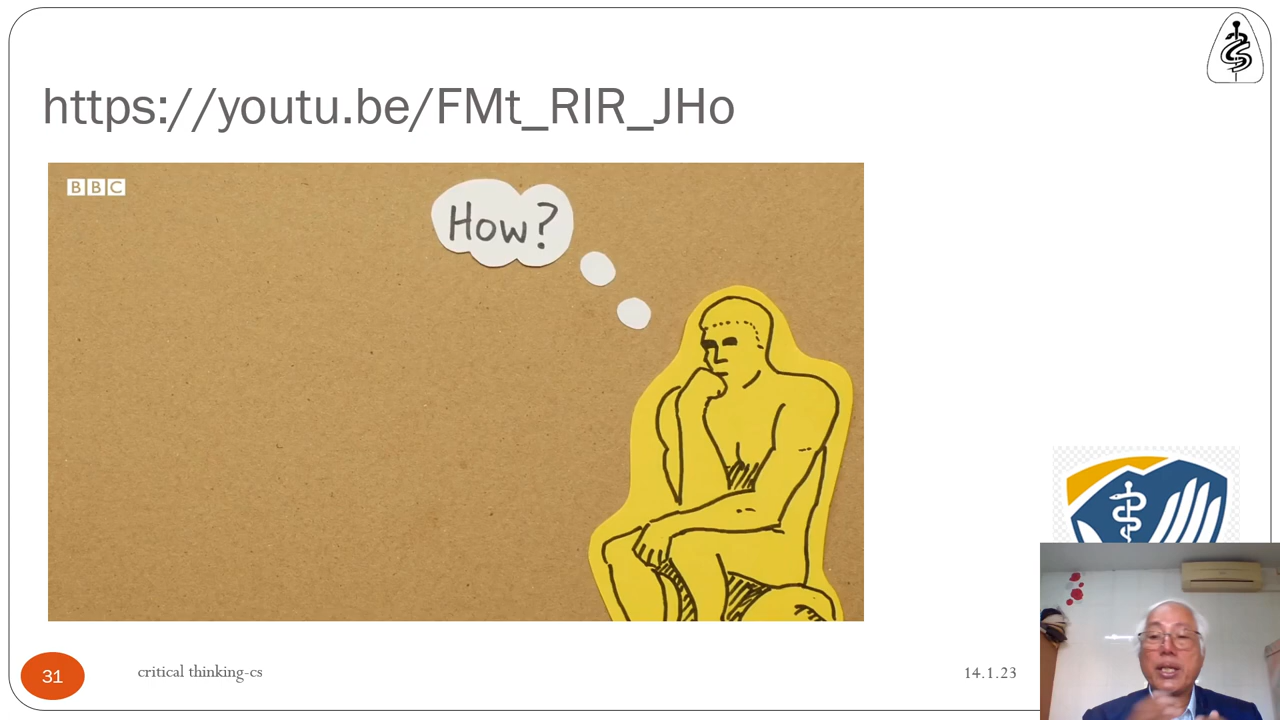 https://youtu.be/FMt_RIR_JHo
BBC
How?
31
critical thinking-cs
14.1.23